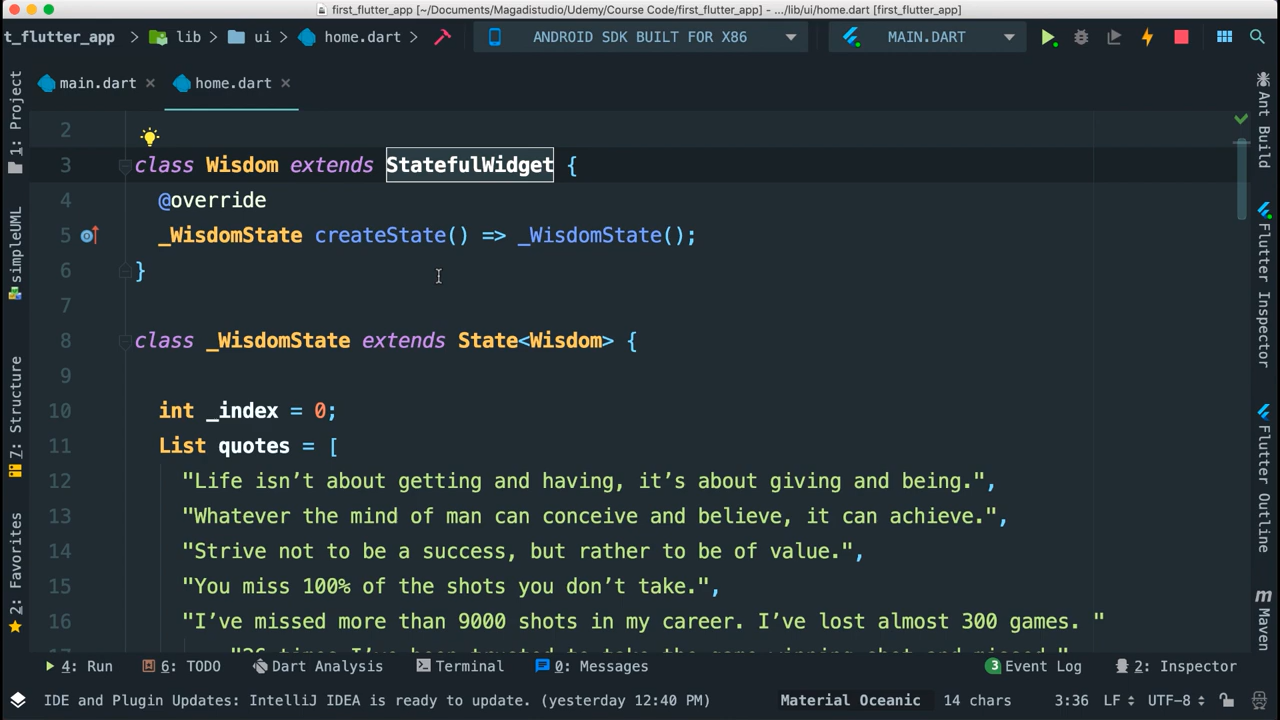 first_flutter_app [~/Documents/Magadistudio/Udemy/Course Code/first_flutter_app] - .../lib/ui/home.dart [first_flutter_app]
t_flutter_app lib ui home.dart ANDROID SDK BUILT FOR X86 MAIN.DART
main.dart home.dart
1: Project
simpleUML
7: Structure
2: Favorites
2
3 class Wisdom extends StatefulWidget {
4 @override
5 _WisdomState createState() => _WisdomState();
6 }
7
8 class _WisdomState extends State<Wisdom> {
9
10 int _index = 0;
11 List quotes = [
12 "Life isn’t about getting and having, it’s about giving and being.",
13 "Whatever the mind of man can conceive and believe, it can achieve.",
14 "Strive not to be a success, but rather to be of value.",
15 "You miss 100% of the shots you don’t take.",
16 "I’ve missed more than 9000 shots in my career. I’ve lost almost 300 games. "
Ant Build
Flutter Inspector
Flutter Outline
m Maven
4: Run 6: TODO Dart Analysis Terminal 0: Messages 3 Event Log 2: Inspector
IDE and Plugin Updates: IntelliJ IDEA is ready to update. (yesterday 12:40 PM) Material Oceanic 14 chars 3:36 LF UTF-8